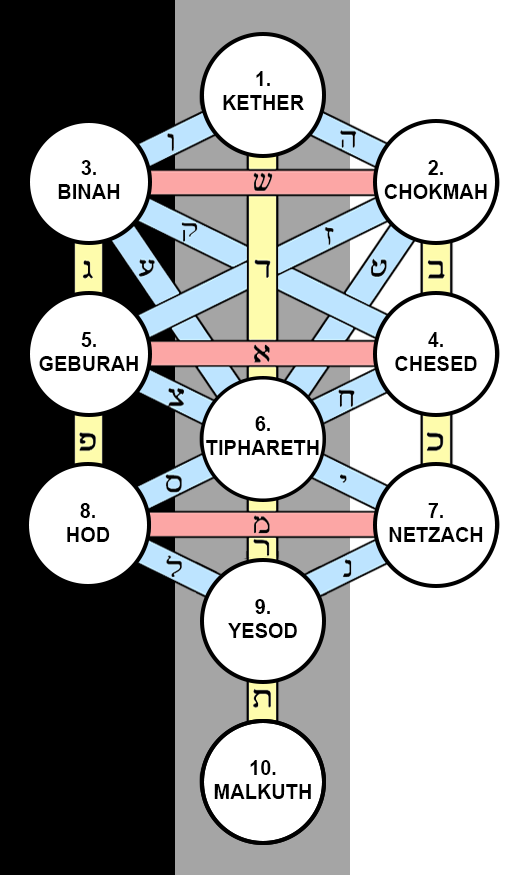 1.
KETHER
ו
ה
3.
BINAH
ש
2.
CHOKMAH
ק
ז
ג
ע
ד
ט
ב
5.
GEBURAH
א
4.
CHESED
צ
ח
6.
TIPHARETH
פ
כ
ס
י
8.
HOD
מ
7.
NETZACH
ר
ל
נ
9.
YESOD
ת
10.
MALKUTH